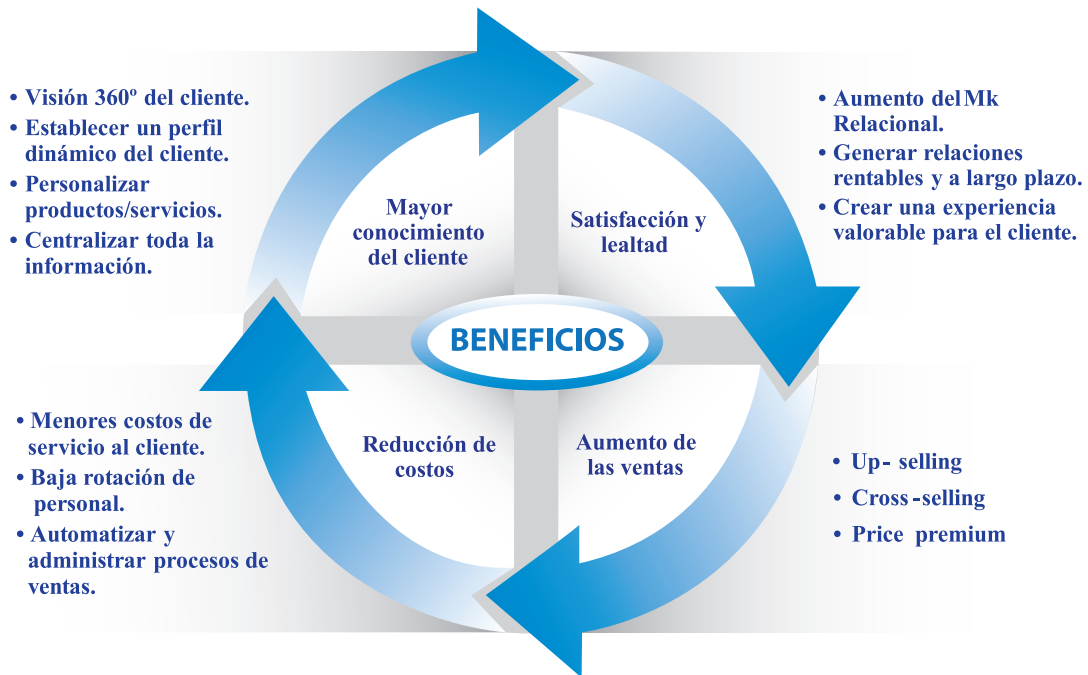 • Visión 360º del cliente.
• Establecer un perfil
dinámico del cliente.
• Personalizar
productos/servicios.
• Centralizar toda la
información.
Mayor
conocimiento
del cliente
Satisfacción y
lealtad
• Aumento del Mk
Relacional.
• Generar relaciones
rentables y a largo plazo.
• Crear una experiencia
valorable para el cliente.
BENEFICIOS
• Menores costos de
servicio al cliente.
• Baja rotación de
personal.
• Automatizar y
administrar procesos de
ventas.
Reducción de
costos
Aumento de
las ventas
• Up- selling
• Cross-selling
• Price premium